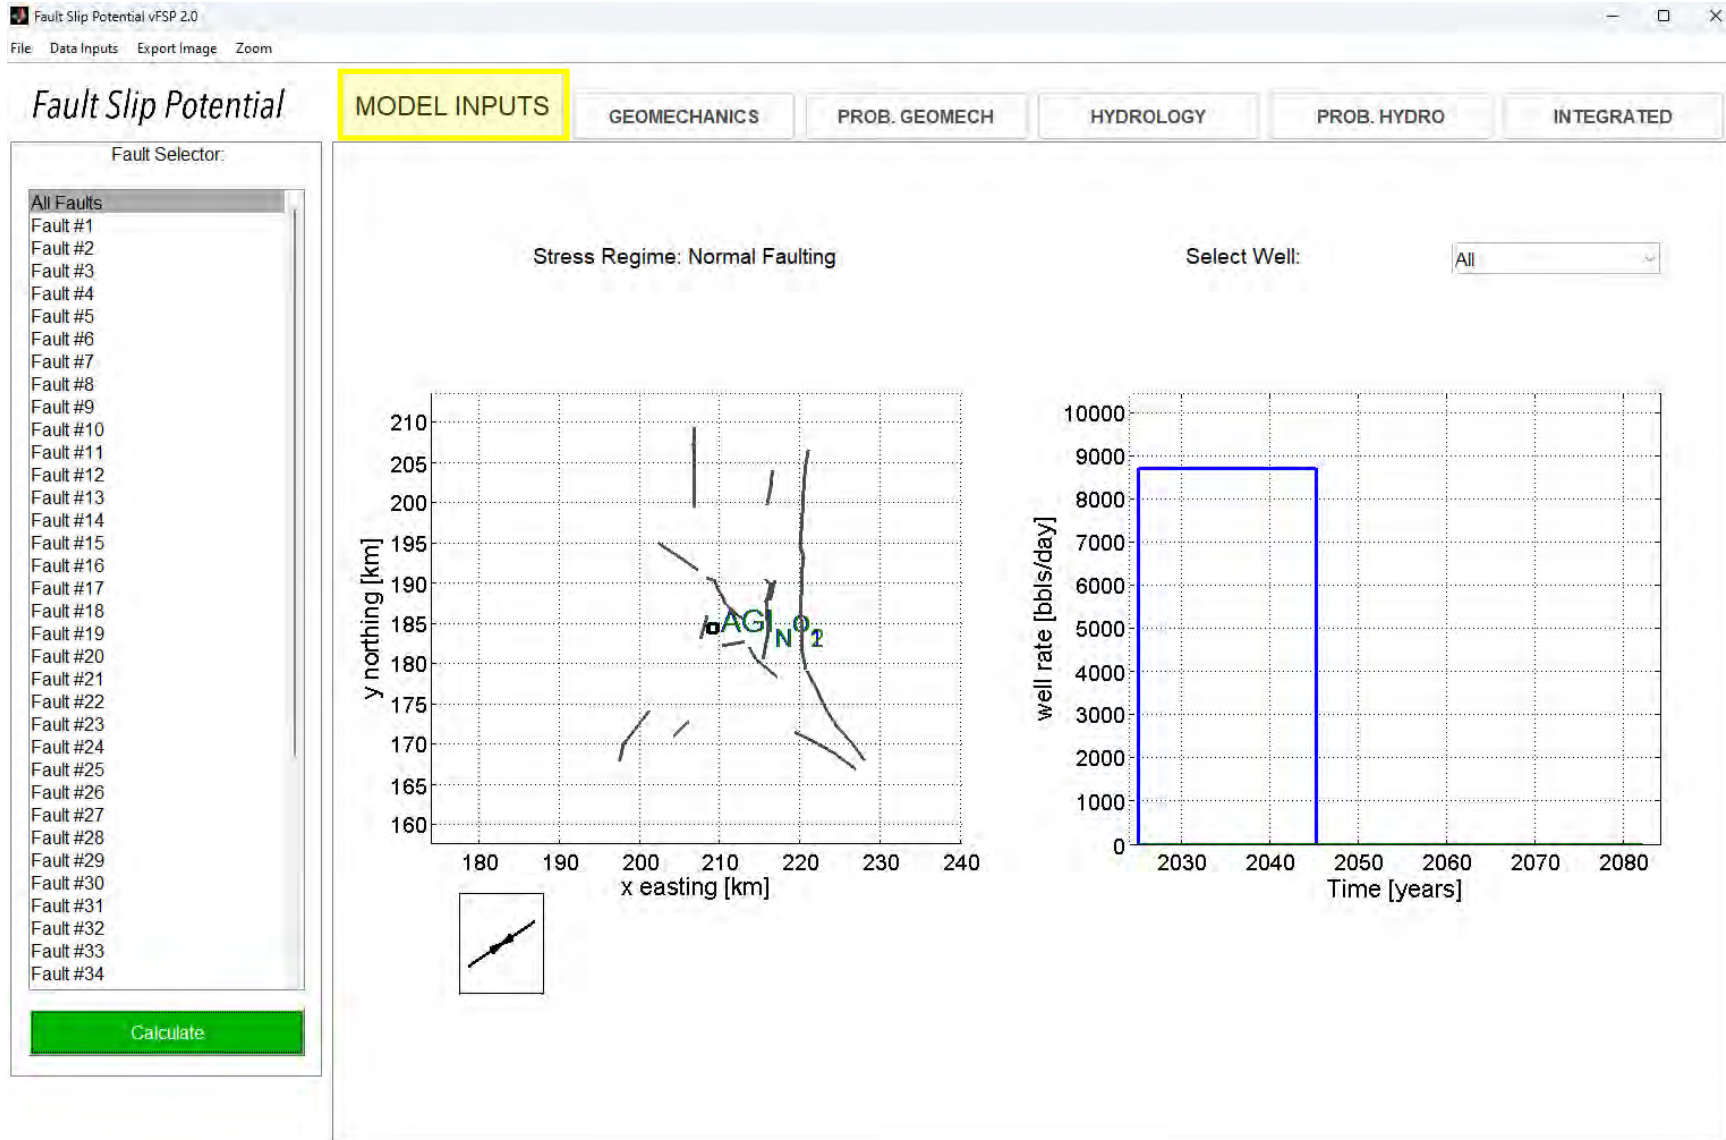 Fault Slip Potential vFSP 2.0
File Data Inputs Export Image Zoom
Fault Slip Potential
MODEL INPUTS GEOMECHANICS PROB. GEOMECH HYDROLOGY PROB. HYDRO INTEGRATED
Fault Selector:
All Faults
Fault #1
Fault #2
Fault #3
Fault #4
Fault #5
Fault #6
Fault #7
Fault #8
Fault #9
Fault #10
Fault #11
Fault #12
Fault #13
Fault #14
Fault #15
Fault #16
Fault #17
Fault #18
Fault #19
Fault #20
Fault #21
Fault #22
Fault #23
Fault #24
Fault #25
Fault #26
Fault #27
Fault #28
Fault #29
Fault #30
Fault #31
Fault #32
Fault #33
Fault #34
Calculate
Stress Regime: Normal Faulting
210
205
200
195
190
185
180
175
170
165
160
y northing [km]
AGI
180 190 200 210 220 230 240
x easting [km]
Select Well: All
10000
9000
8000
7000
6000
5000
4000
3000
2000
1000
0
well rate [bbls/day]
2030 2040 2050 2060 2070 2080
Time [years]